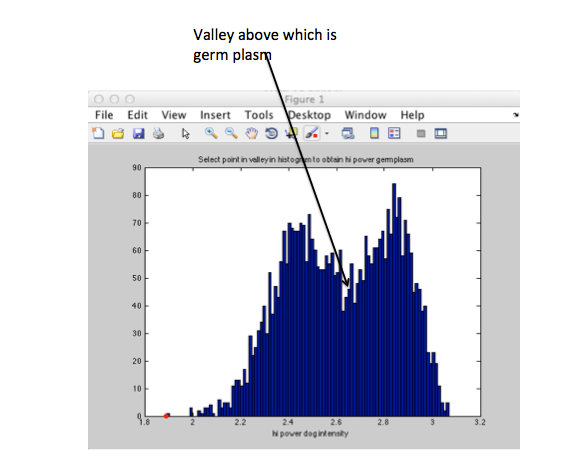 Valley above which is
germ plasm
Figure 1
File Edit View Insert Tools Desktop Window Help
Select point in valley in histogram to obtain hi power germplasm
90
80
70
60
50
40
30
20
10
0
1.8 2 2.2 2.4 2.6 2.8 3 3.2
hi power dog intensity